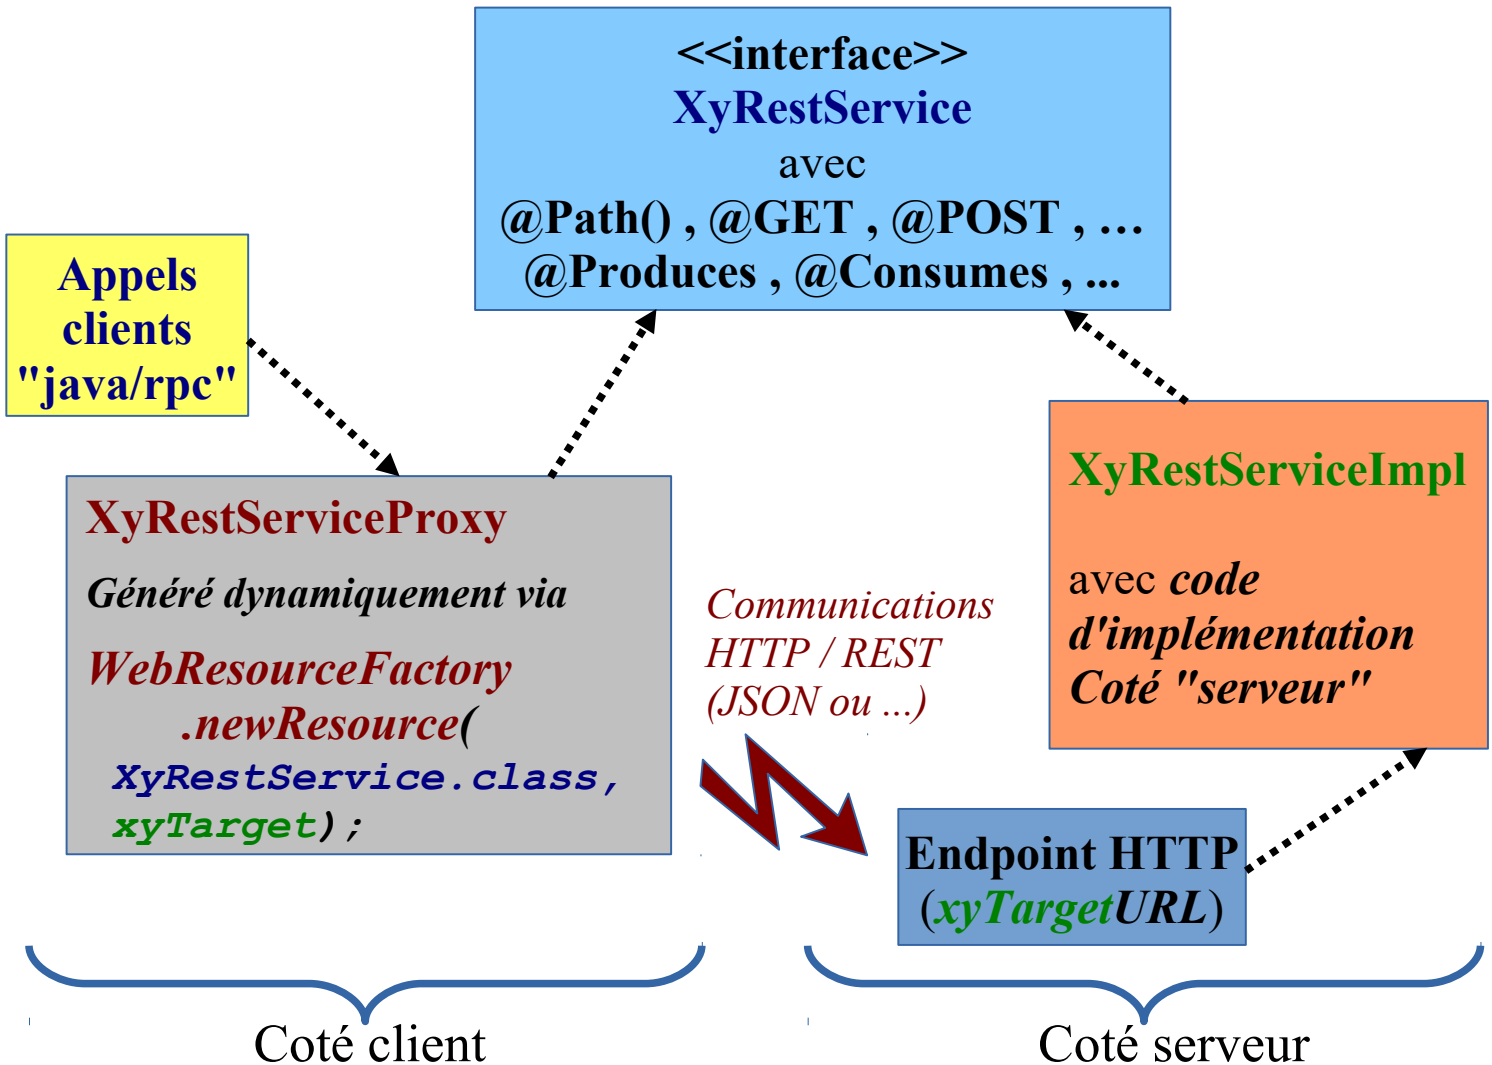 <<interface>>
XyRestService
avec
@Path() , @GET , @POST , …
@Produces , @Consumes , ...
Appels
clients
"java/rpc"
XyRestServiceProxy
Généré dynamiquement via
WebResourceFactory
.newResource(
XyRestService.class,
xyTarget);
Communications
HTTP / REST
(JSON ou ...)
XyRestServiceImpl
avec code
d'implémentation
Coté "serveur"
Endpoint HTTP
(xyTargetURL)
Coté client
Coté serveur